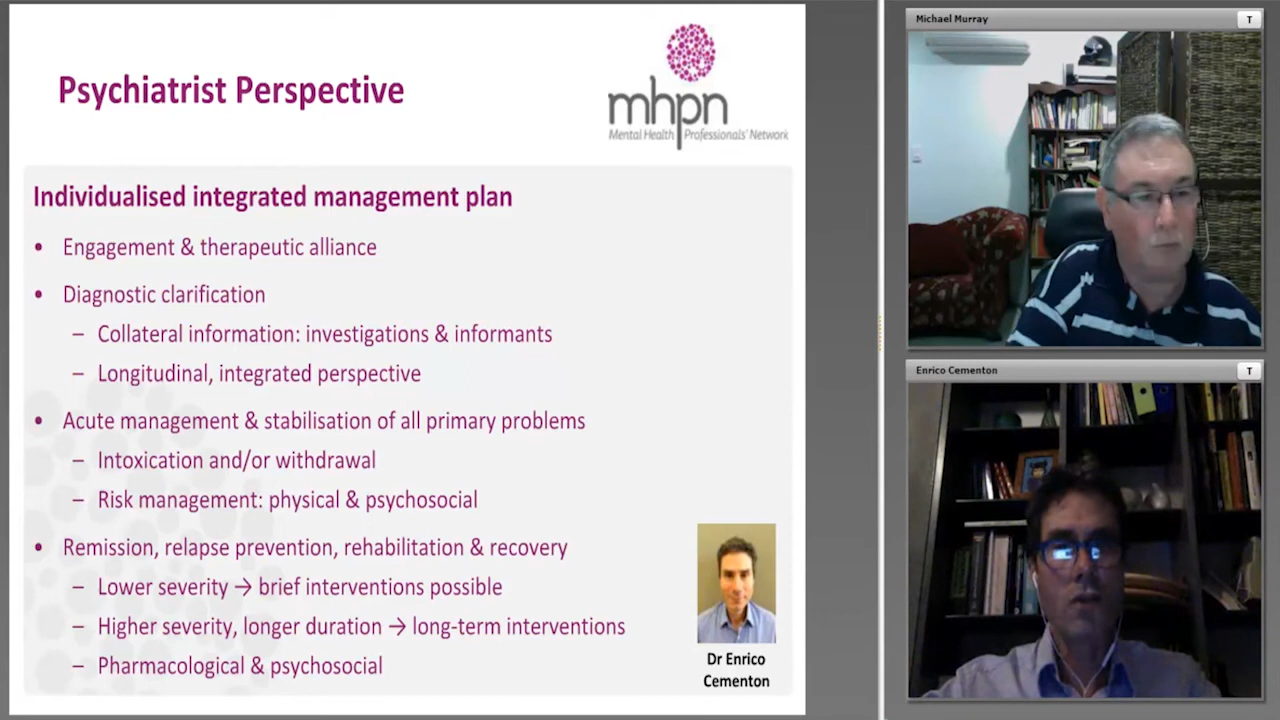 Psychiatrist Perspective
mhpn
Mental Health Professionals' Network
Individualised integrated management plan
• Engagement & therapeutic alliance
• Diagnostic clarification
– Collateral information: investigations & informants
– Longitudinal, integrated perspective
• Acute management & stabilisation of all primary problems
– Intoxication and/or withdrawal
– Risk management: physical & psychosocial
• Remission, relapse prevention, rehabilitation & recovery
– Lower severity → brief interventions possible
– Higher severity, longer duration → long-term interventions
– Pharmacological & psychosocial
Dr Enrico
Cementon
Michael Murray
T
Enrico Cementon
T